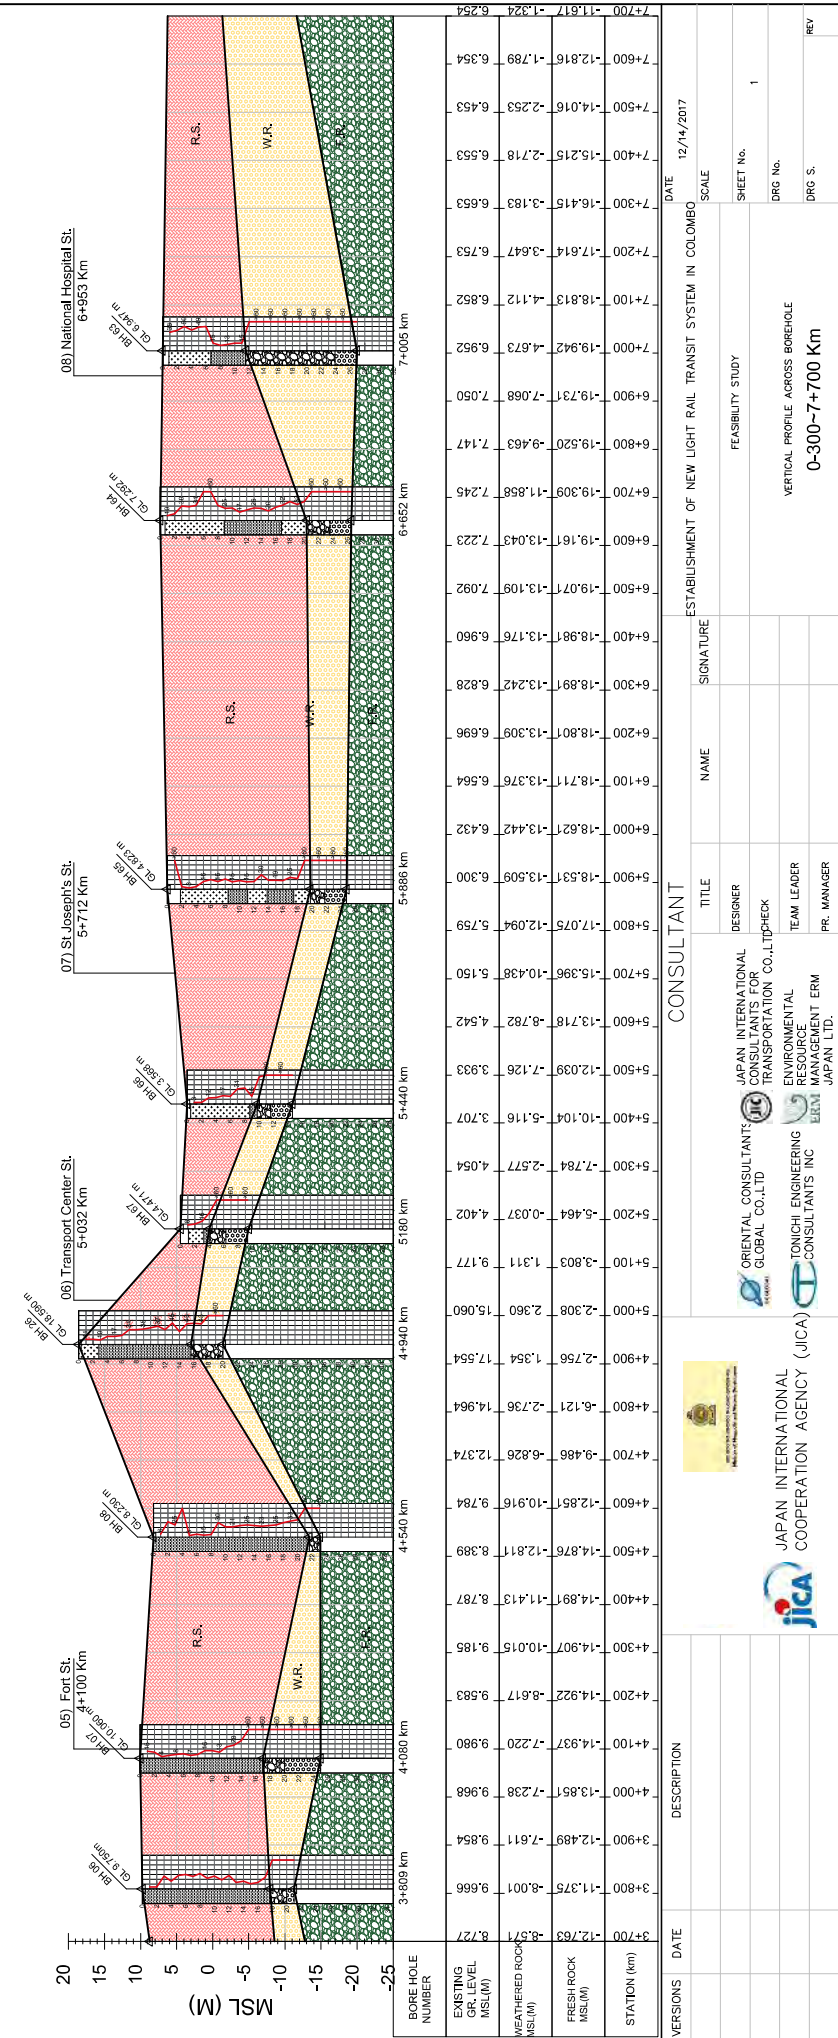 05) Fort St.
4+100 Km
06) Transport Center St.
5+032 Km
07) St Joseph's St.
5+712 Km
08) National Hospital St.
6+953 Km
BH 06
GL 9.750m
BH 07
GL 10.060 m
BH 08
GL 8.230 m
BH 26
GL 18.590 m
BH 67
GL4.471 m
BH 66
GL 3.568 m
BH 65
GL 4.823 m
BH 64
GL 7.292 m
BH 63
GL 6.947 m
20
15
10
5
0
-5
-10
-15
-20
-25
MSL (M)
R.S.
W.R.
F.R.
R.S.
W.R.
F.R.
R.S.
W.R.
F.R.
BORE HOLE
NUMBER
3+809 km
4+080 km
4+540 km
4+940 km
5180 km
5+440 km
5+886 km
6+652 km
7+005 km
EXISTING
GR. LEVEL
MSL(M)
8.727 9.666 9.854 9.968 9.980 9.583 9.185 8.787 8.389 9.784 12.374 14.964 17.554 15.060 9.177 4.402 4.054 3.707 3.933 4.542 5.150 5.759 6.300 6.432 6.564 6.696 6.828 6.960 7.092 7.223 7.245 7.147 7.050 6.952 6.852 6.753 6.653 6.553 6.453 6.354 6.254
WEATHERED ROCK
MSL(M)
-8.571 -8.001 -7.611 -7.238 -7.220 -8.617 -10.015 -11.413 -12.811 -10.916 -6.826 -2.736 1.354 2.360 1.311 -0.037 -2.577 -5.116 -7.126 -8.782 -10.438 -12.094 -13.509 -13.442 -13.376 -13.309 -13.242 -13.176 -13.109 -13.043 -11.858 -9.463 -7.068 -4.673 -4.112 -3.647 -3.183 -2.718 -2.253 -1.789 -1.324
FRESH ROCK
MSL(M)
-12.763 -11.375 -12.489 -13.851 -14.937 -14.922 -14.907 -14.891 -14.876 -12.851 -9.486 -6.121 -2.756 -2.308 -3.803 -5.464 -7.784 -10.104 -12.039 -13.718 -15.396 -17.075 -18.531 -18.621 -18.711 -18.801 -18.891 -18.981 -19.071 -19.161 -19.309 -19.520 -19.731 -19.942 -18.813 -17.614 -16.415 -15.215 -14.016 -12.816 -11.617
STATION (km)
3+700 3+800 3+900 4+000 4+100 4+200 4+300 4+400 4+500 4+600 4+700 4+800 4+900 5+000 5+100 5+200 5+300 5+400 5+500 5+600 5+700 5+800 5+900 6+000 6+100 6+200 6+300 6+400 6+500 6+600 6+700 6+800 6+900 7+000 7+100 7+200 7+300 7+400 7+500 7+600 7+700
VERSIONS
DATE
DESCRIPTION
JICA
JAPAN INTERNATIONAL
COOPERATION AGENCY (JICA)
CONSULTANT
ORIENTAL CONSULTANTS
GLOBAL CO.,LTD
JIC
JAPAN INTERNATIONAL
CONSULTANTS FOR
TRANSPORTATION CO.,LTD
TONICHI ENGINEERING
CONSULTANTS INC
ERM
ENVIRONMENTAL
RESOURCE
MANAGEMENT ERM
JAPAN LTD.
TITLE
NAME
SIGNATURE
DESIGNER
CHECK
TEAM LEADER
PR. MANAGER
ESTABILISHMENT OF NEW LIGHT RAIL TRANSIT SYSTEM IN COLOMBO
FEASIBILITY STUDY
VERTICAL PROFILE ACROSS BOREHOLE
0-300~7+700 Km
DATE
12/14/2017
SCALE
SHEET No.
1
DRG No.
DRG S.
REV